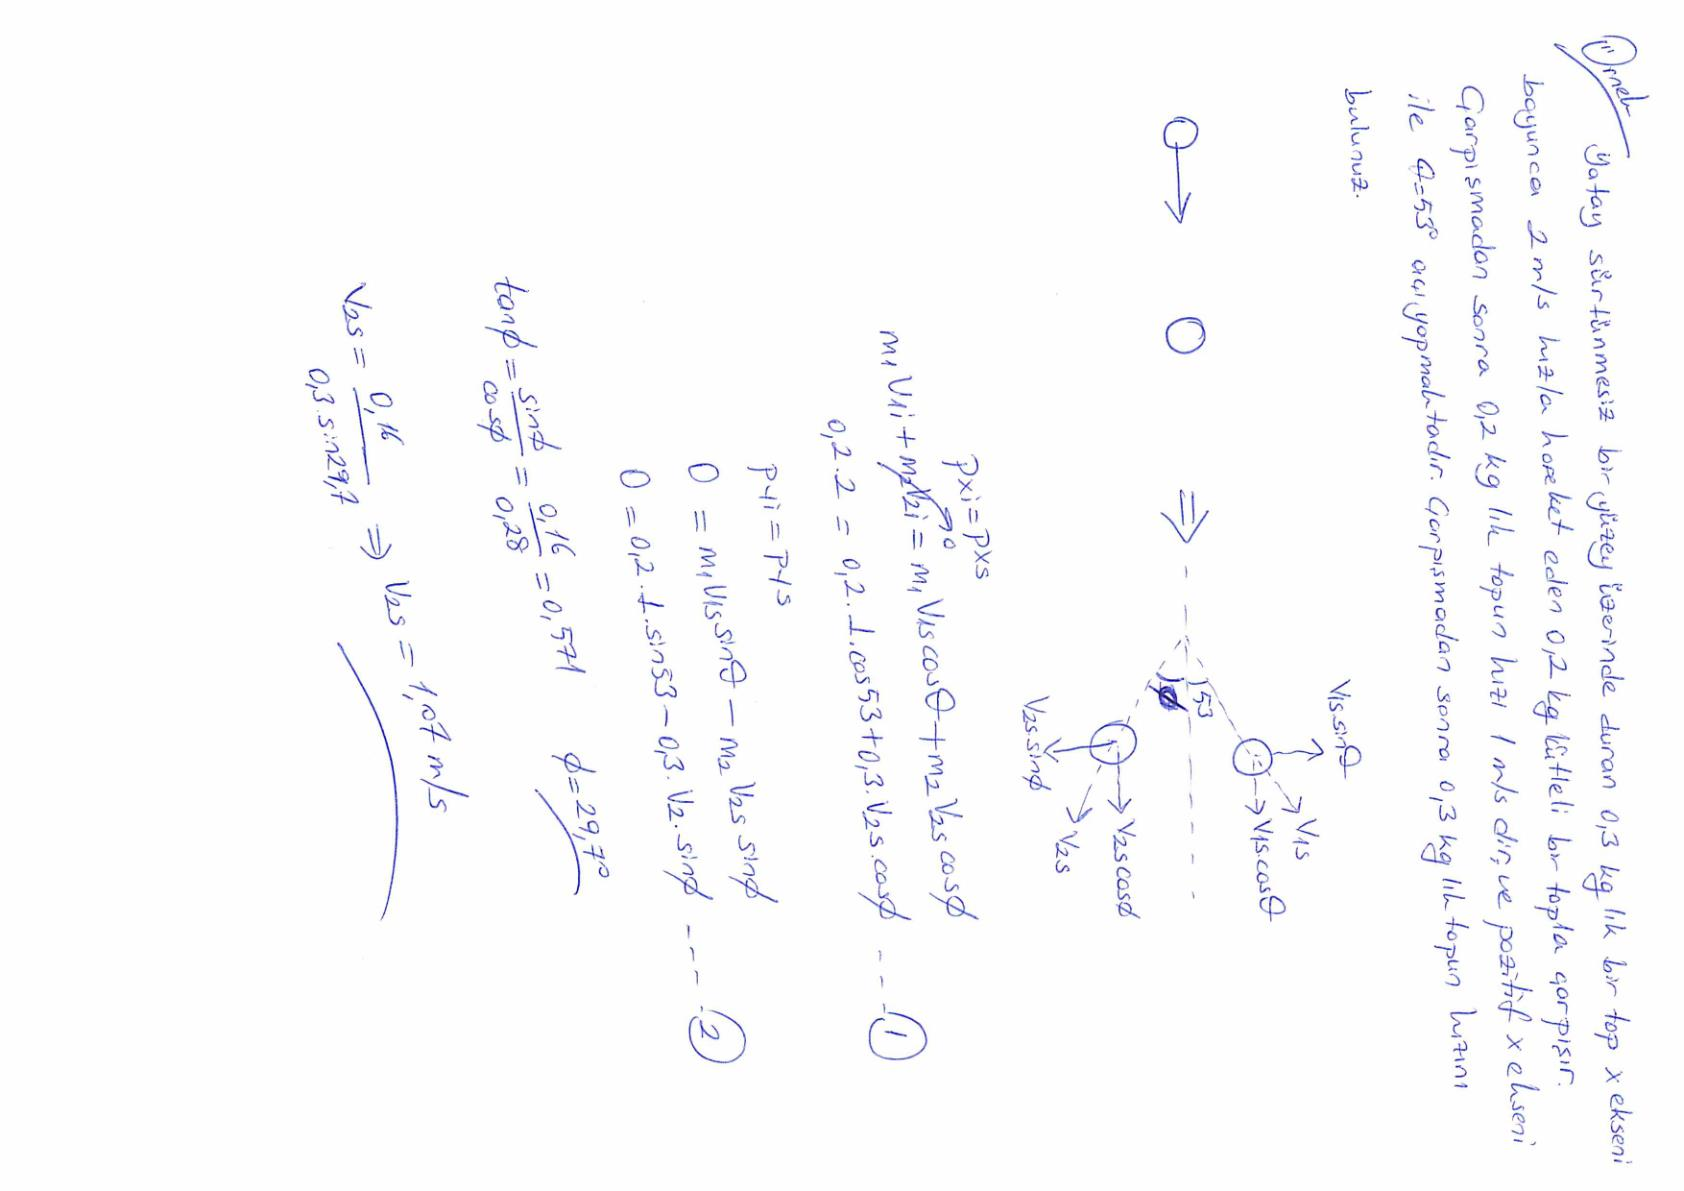 Örnek Yatay sürtünmesiz bir yüzey üzerinde duran 0,3 kg lık bir top x ekseni
boyunca 2 m/s hızla hareket eden 0,2 kg kütleli bir topla çarpışır.
Çarpışmadan sonra 0,2 kg lık topun hızı 1 m/s dir, ve pozitif x ekseni
ile θ=53° açı yapmaktadır. Çarpışmadan sonra 0,3 kg lık topun hızını
bulunuz.
V1s sinθ
V1s
V1s cosθ
53
ϕ
V2s cosϕ
V2s
V2s sinϕ
Pxi = Pxs
m1 V1i + m2V2i = m1 V1s cosθ + m2 V2s cosϕ
0
0,2 . 2 = 0,2 . 1 . cos53 + 0,3 . V2s . cosϕ --- 1
Pyi = Pys
0 = m1 V1s sinθ - m2 V2s sinϕ
0 = 0,2 . 1 . sin53 - 0,3 . V2 . sinϕ ---- 2
tanϕ = sinϕ / cosϕ = 0,16 / 0,28 = 0,571 ϕ = 29,7°
V2s = 0,16 / 0,3 . sin29,7 ⇒ V2s = 1,07 m/s